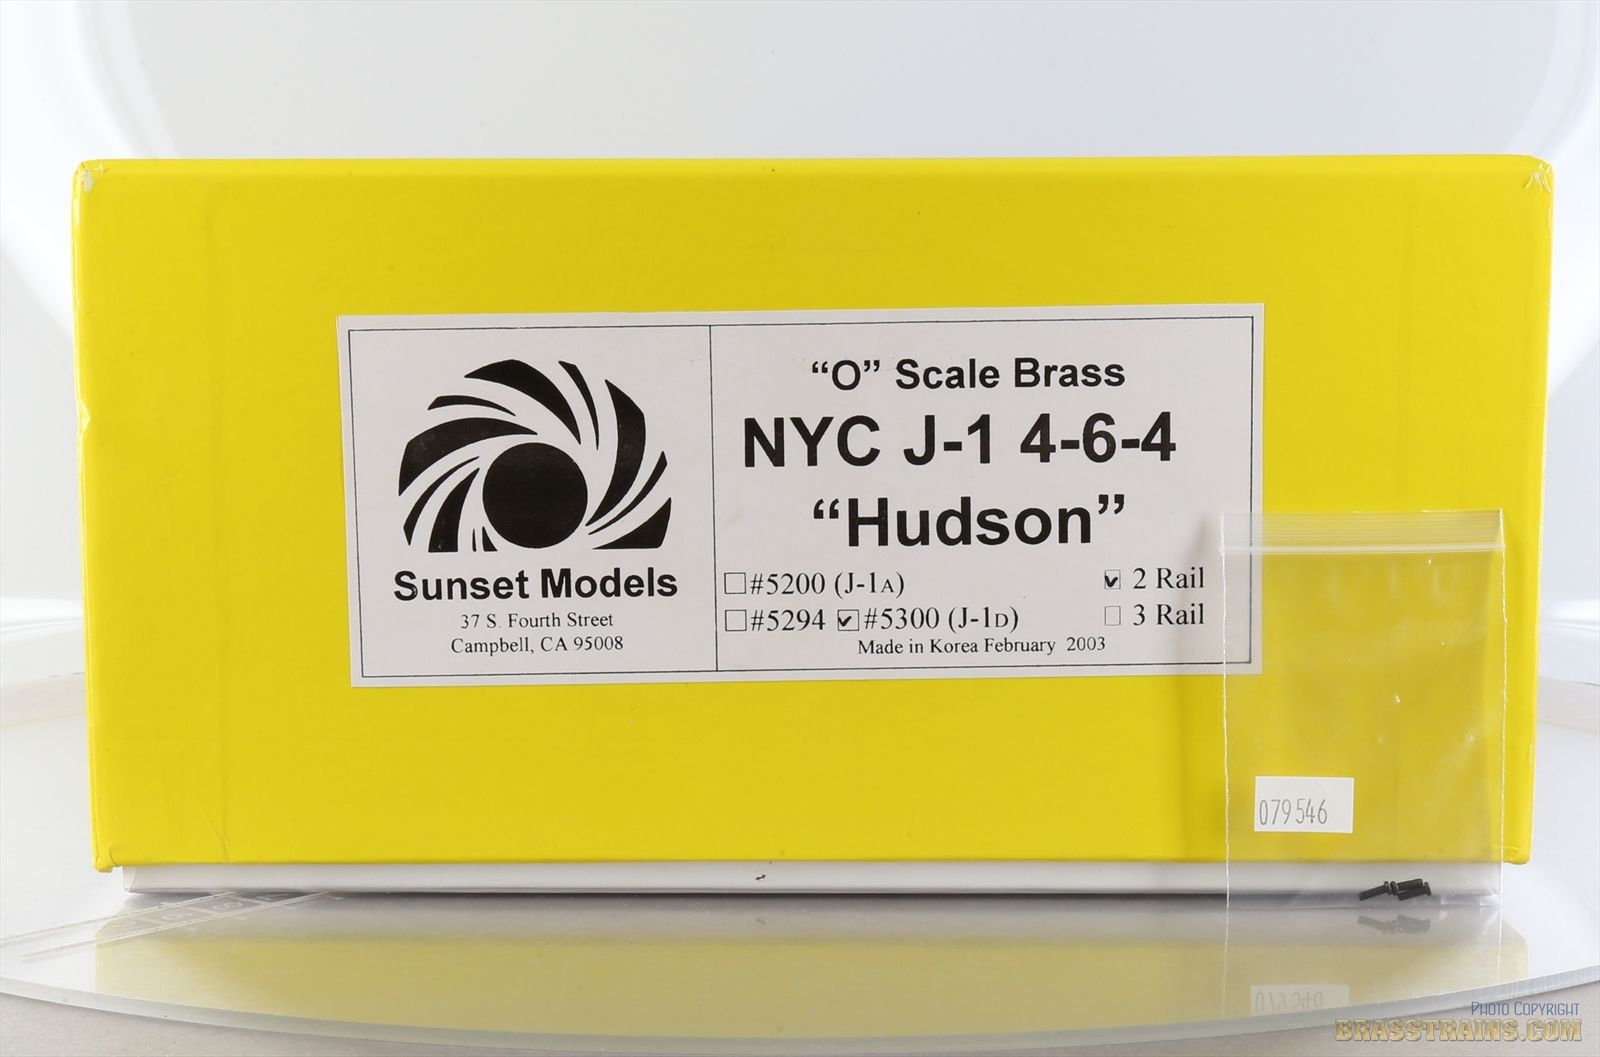 Sunset Models
37 S. Fourth Street
Campbell, CA 95008
“O” Scale Brass
NYC J-1 4-6-4
“Hudson”
#5200 (J-1A)
#5294 #5300 (J-1D)
2 Rail
3 Rail
Made in Korea February 2003
079546
PHOTO COPYRIGHT
BRASSTRAINS.COM